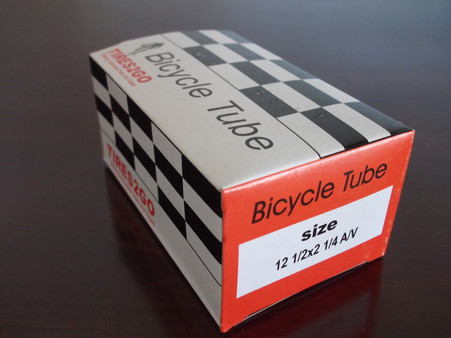 TIRES2GO
Bicycle Tube
TIRES2GO
Bicycle Tube
size
12 1/2x2 1/4 A/V